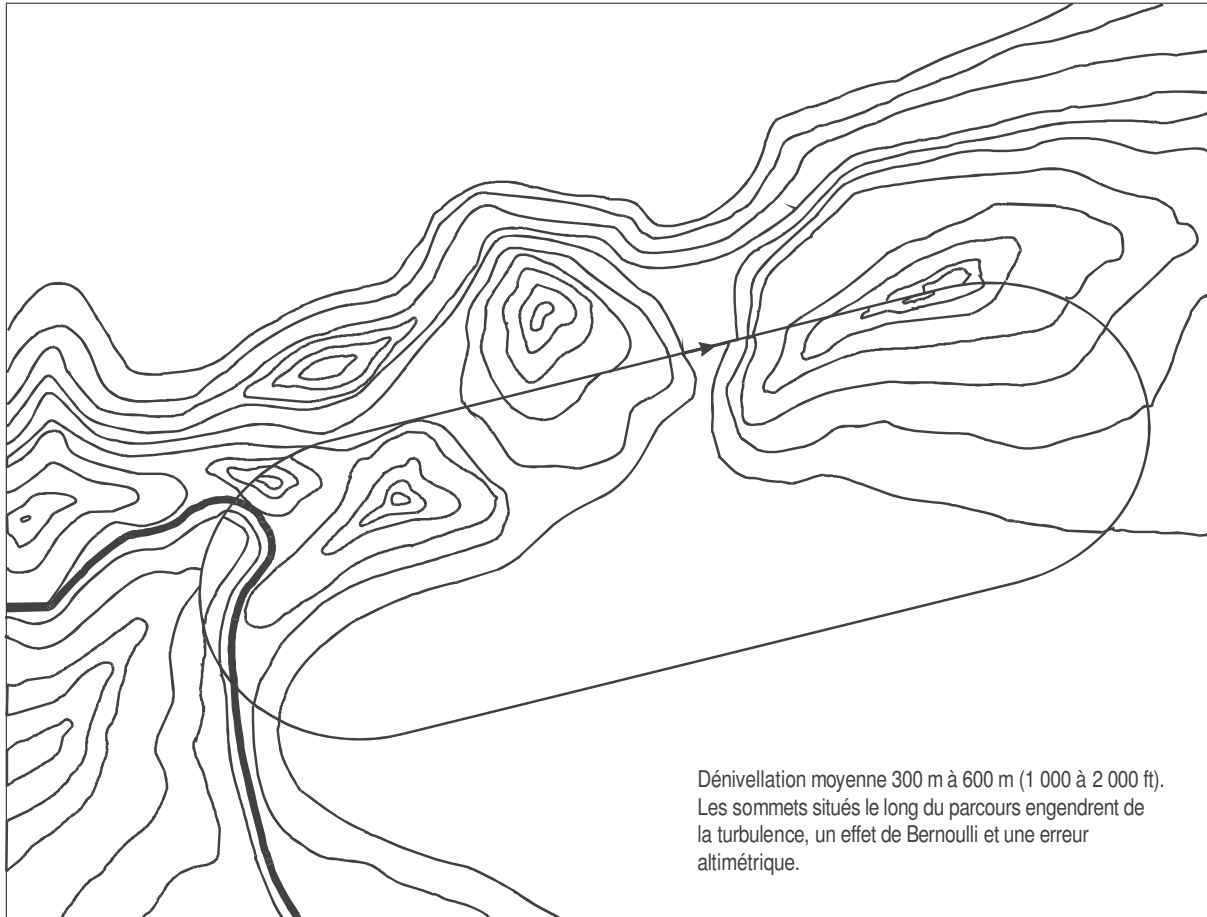 Dénivellation moyenne 300 m à 600 m (1 000 à 2 000 ft).
Les sommets situés le long du parcours engendrent de
la turbulence, un effet de Bernoulli et une erreur
altimétrique.